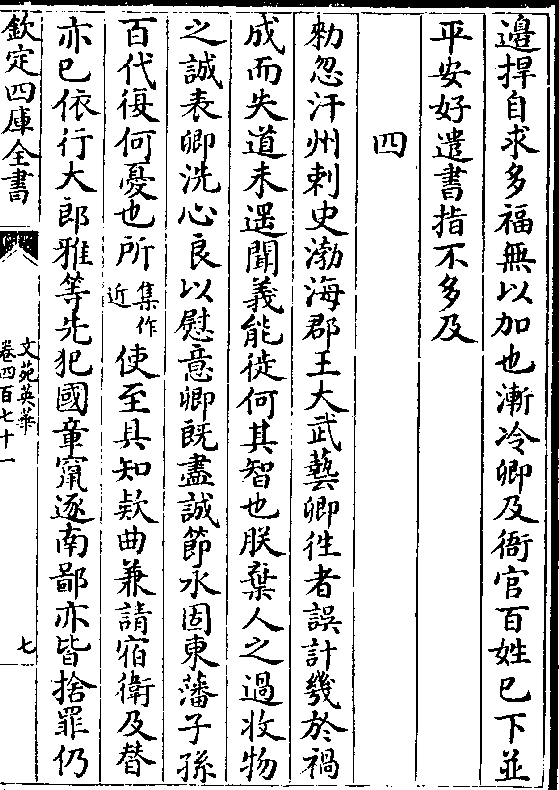 邊捍自求多福無以加也漸冷卿及衙官百姓已下並
平安好遣書指不多及
四
勑忽汗州刺史渤海郡王大武藝卿徃者誤計幾於禍
成而失道未遥聞義能徙何其智也朕棄人之過收物
之誠表卿洗心良以慰意卿既盡誠節永固東藩子孫
百代復何憂也所集作近使至具知欵曲兼請宿衛及替
亦已依行大郎雅等先犯國章竄逐南鄙亦皆捨罪仍
欽定四庫全書
文苑英華
卷四百七十一
七